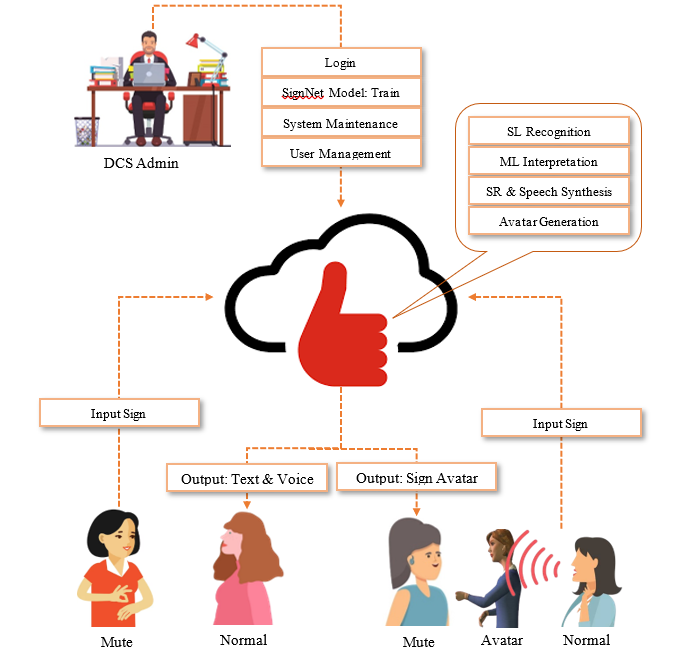 Login
SignNet Model: Train
System Maintenance
User Management
DCS Admin
SL Recognition
ML Interpretation
SR & Speech Synthesis
Avatar Generation
Input Sign
Input Sign
Output: Text & Voice
Output: Sign Avatar
Mute
Normal
Mute
Avatar
Normal